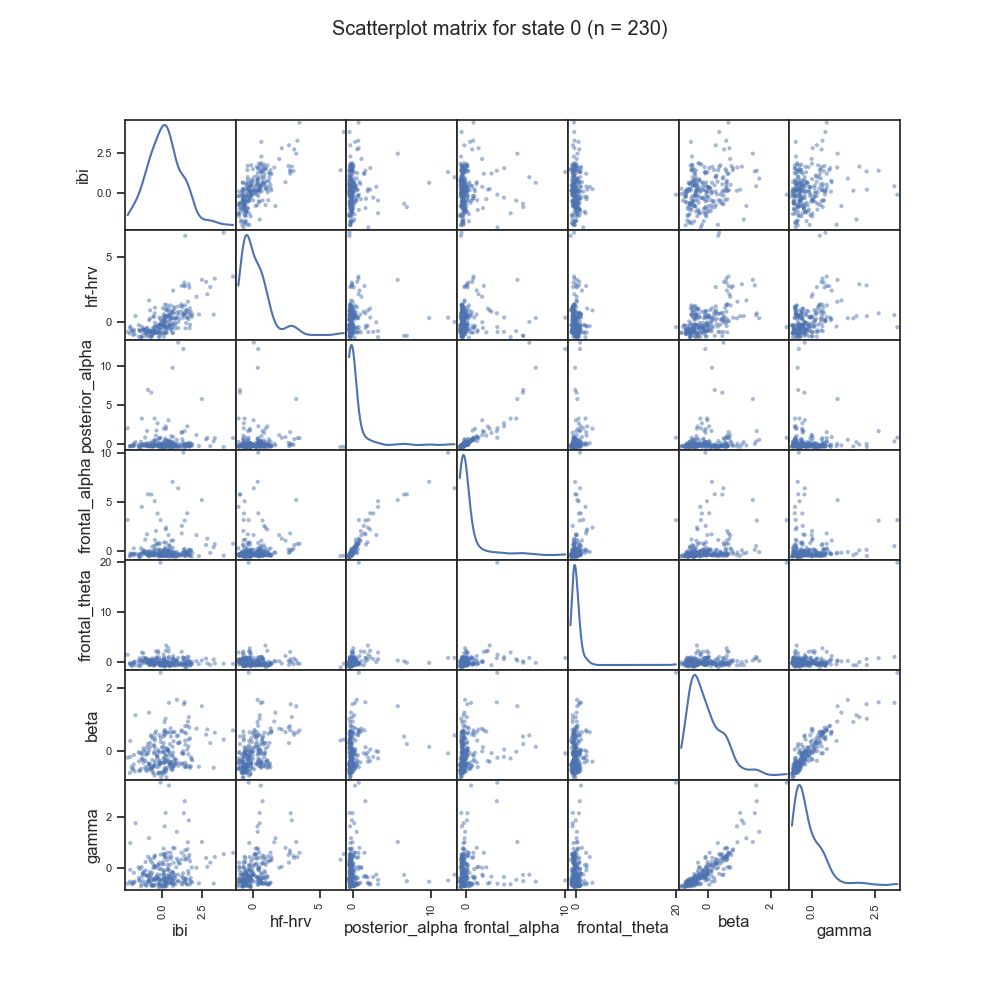 Scatterplot matrix for state 0 (n = 230)
ibi
2.5
0.0
hf-hrv
5
0
posterior_alpha
10
5
0
frontal_alpha
10
5
0
frontal_theta
20
10
0
beta
2
0
gamma
2
0
0.0 2.5 0 5 0 10 0 10 0 20 0 2 0.0 2.5
ibi hf-hrv posterior_alpha frontal_alpha frontal_theta beta gamma